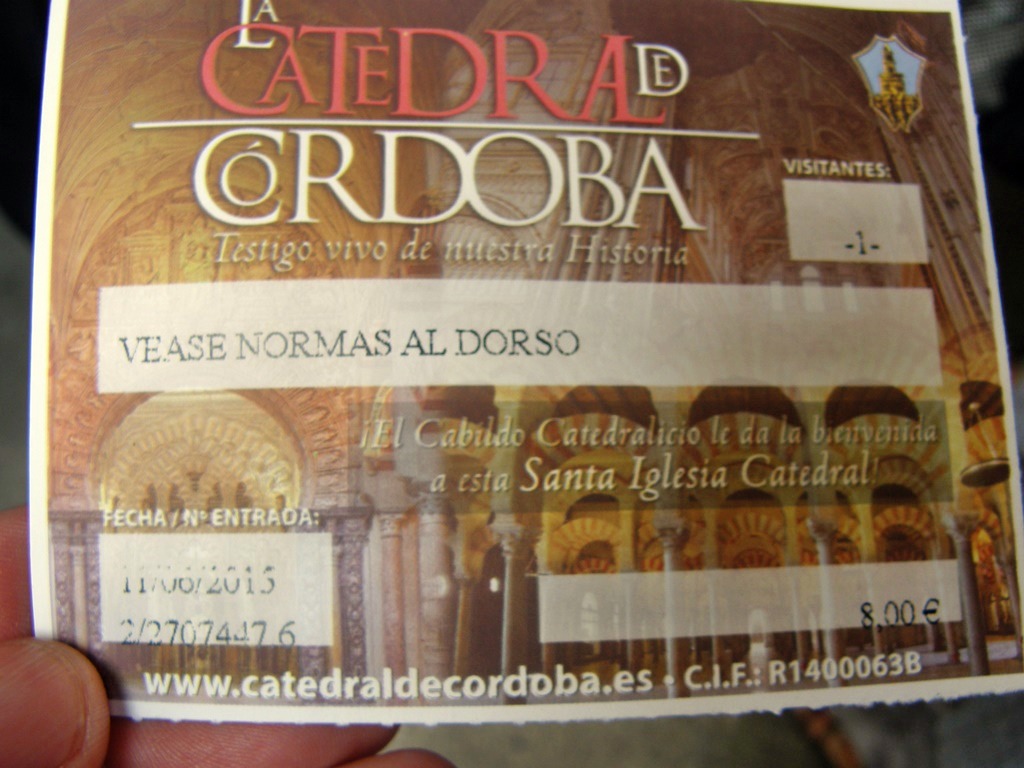 LA
CATEDRAL DE
CÓRDOBA
Testigo vivo de nuestra Historia
VISITANTES:
-1-
VEASE NORMAS AL DORSO
¡El Cabildo Catedralicio le da la bienvenida
a esta Santa Iglesia Catedral!
FECHA / Nº ENTRADA:
11/06/2013
2/2707447.6
8,00 €
www.catedraldecordoba.es • C.I.F.: R1400063B